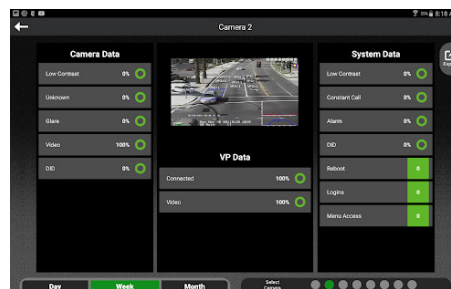 8:18
Camera 2
Camera Data
Low Contrast 0%
Unknown 0%
Glare 0%
Video 100%
DID 0%
VP Data
Connected 100%
Video 100%
System Data
Low Contrast 0%
Constant Call 0%
Alarm 0%
DID 0%
Reboot 0
Logins 0
Menu Access 0
Day
Week
Month
Select
Camera